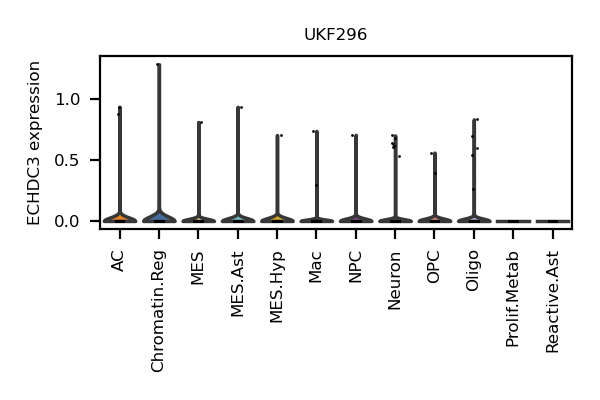 UKF296
ECHDC3 expression
1.0
0.5
0.0
AC
Chromatin.Reg
MES
MES.Ast
MES.Hyp
Mac
NPC
Neuron
OPC
Oligo
Prolif.Metab
Reactive.Ast